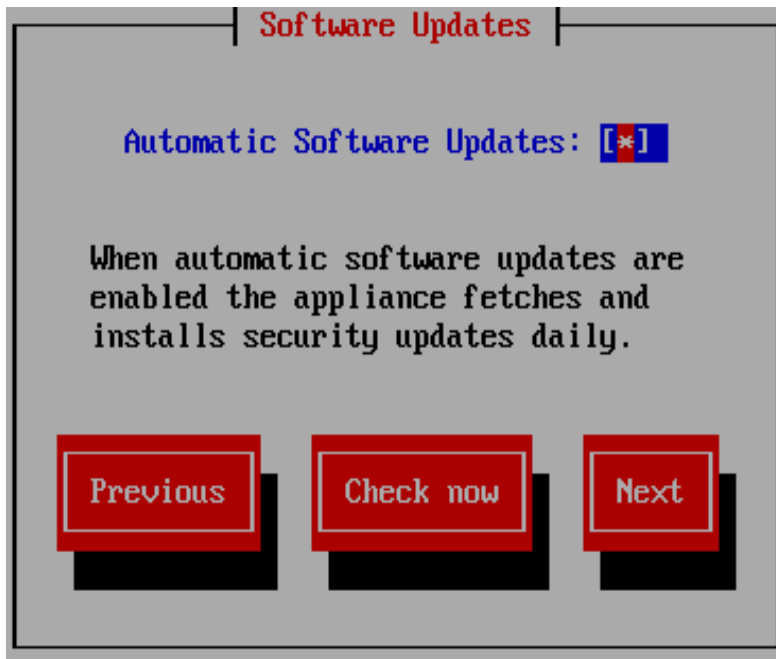 Software Updates
Automatic Software Updates: [*]
When automatic software updates are
enabled the appliance fetches and
installs security updates daily.
Previous Check now Next